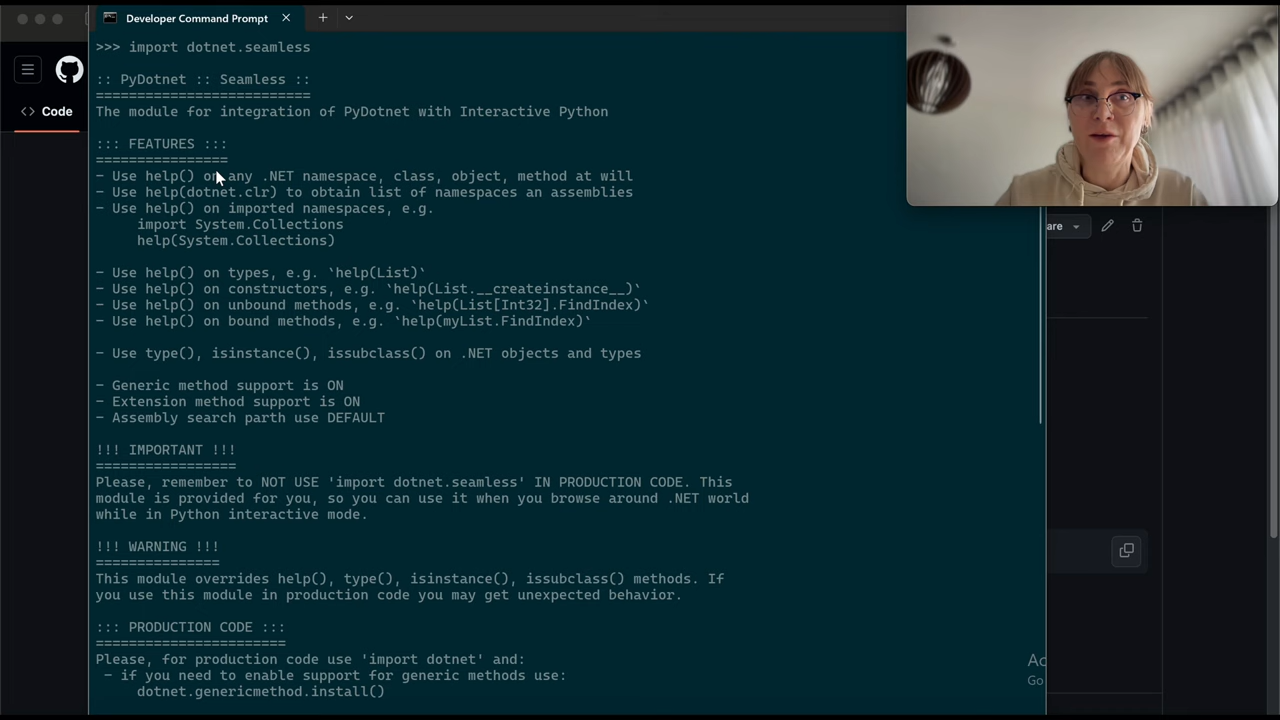 Developer Command Prompt
>>> import dotnet.seamless
Code
:: PyDotnet :: Seamless ::
==========================
The module for integration of PyDotnet with Interactive Python
::: FEATURES :::
================
- Use help() on any .NET namespace, class, object, method at will
- Use help(dotnet.clr) to obtain list of namespaces an assemblies
- Use help() on imported namespaces, e.g.
import System.Collections
help(System.Collections)
- Use help() on types, e.g. `help(List)`
- Use help() on constructors, e.g. `help(List.__createinstance__)`
- Use help() on unbound methods, e.g. `help(List[Int32].FindIndex)`
- Use help() on bound methods, e.g. `help(myList.FindIndex)`
- Use type(), isinstance(), issubclass() on .NET objects and types
- Generic method support is ON
- Extension method support is ON
- Assembly search parth use DEFAULT
!!! IMPORTANT !!!
=================
Please, remember to NOT USE 'import dotnet.seamless' IN PRODUCTION CODE. This
module is provided for you, so you can use it when you browse around .NET world
while in Python interactive mode.
!!! WARNING !!!
===============
This module overrides help(), type(), isinstance(), issubclass() methods. If
you use this module in production code you may get unexpected behavior.
::: PRODUCTION CODE :::
=======================
Please, for production code use 'import dotnet' and:
- if you need to enable support for generic methods use:
dotnet.genericmethod.install()
are
Ac
Go